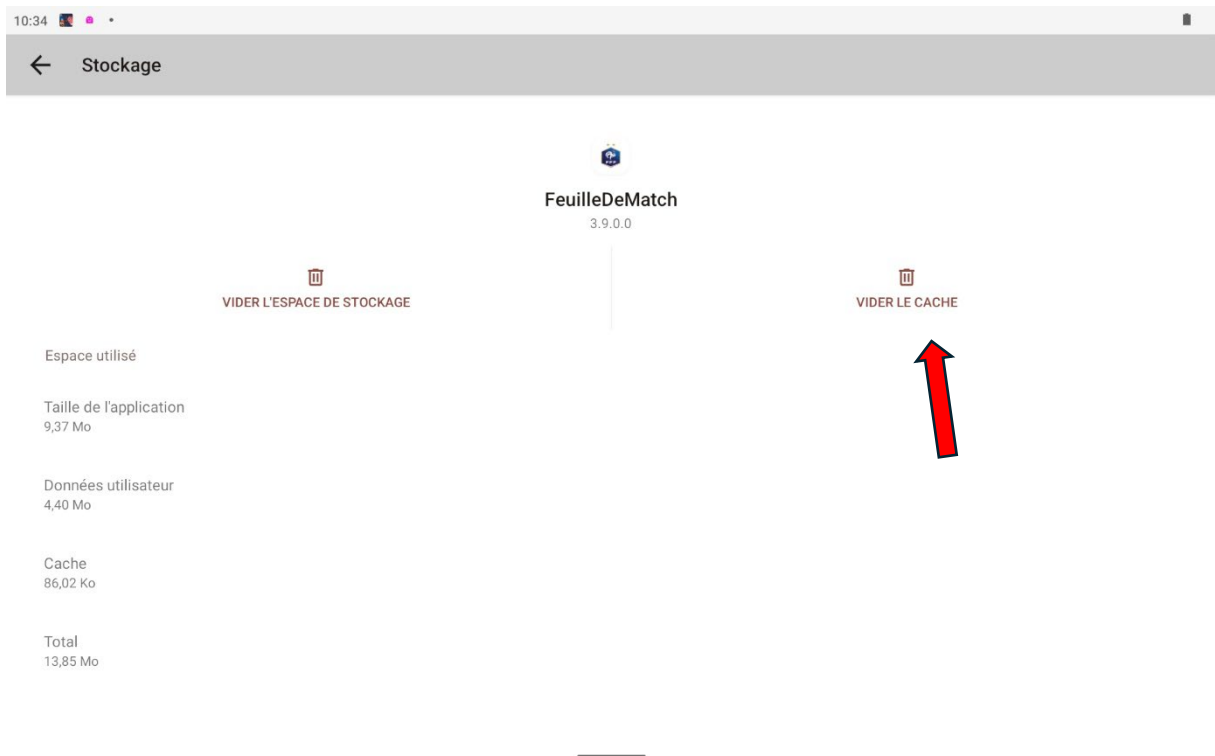 10:34
Stockage
FeuilleDeMatch
3.9.0.0
VIDER L'ESPACE DE STOCKAGE
VIDER LE CACHE
Espace utilisé
Taille de l'application
9,37 Mo
Données utilisateur
4,40 Mo
Cache
86,02 Ko
Total
13,85 Mo